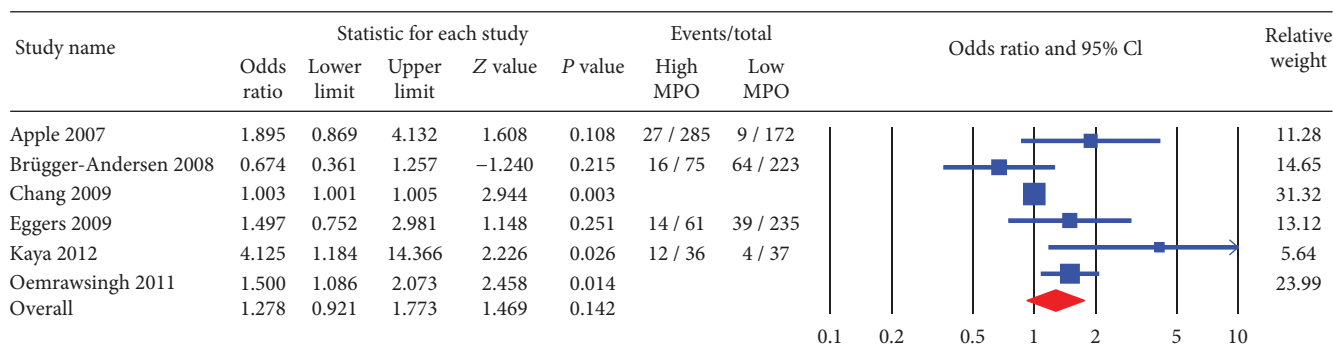 Study name Statistic for each study Events/total Odds ratio and 95% Cl Relative weight
Odds ratio Lower limit Upper limit Z value P value High MPO Low MPO
Apple 2007 1.895 0.869 4.132 1.608 0.108 27 / 285 9 / 172 11.28
Brügger-Andersen 2008 0.674 0.361 1.257 −1.240 0.215 16 / 75 64 / 223 14.65
Chang 2009 1.003 1.001 1.005 2.944 0.003 31.32
Eggers 2009 1.497 0.752 2.981 1.148 0.251 14 / 61 39 / 235 13.12
Kaya 2012 4.125 1.184 14.366 2.226 0.026 12 / 36 4 / 37 5.64
Oemrawsingh 2011 1.500 1.086 2.073 2.458 0.014 23.99
Overall 1.278 0.921 1.773 1.469 0.142
0.1 0.2 0.5 1 2 5 10